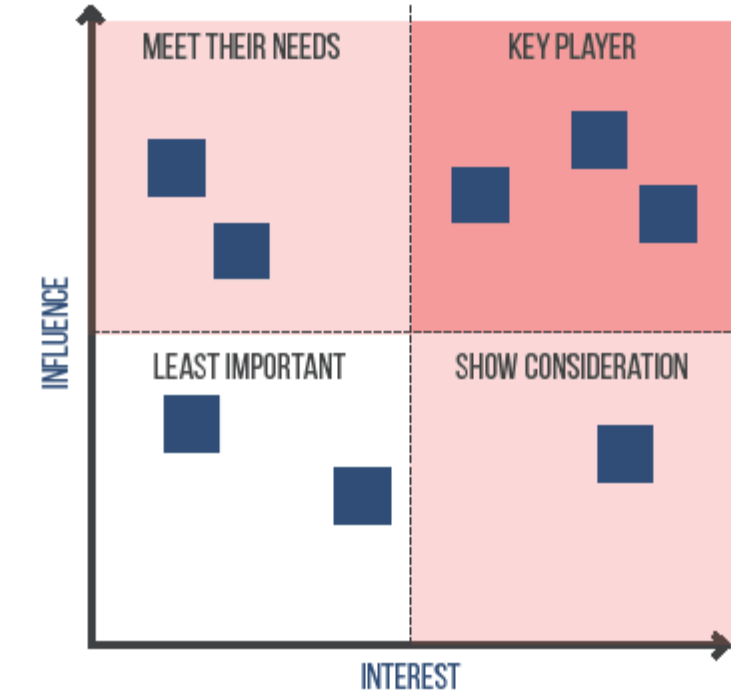 MEET THEIR NEEDS
KEY PLAYER
INFLUENCE
LEAST IMPORTANT
SHOW CONSIDERATION
INTEREST